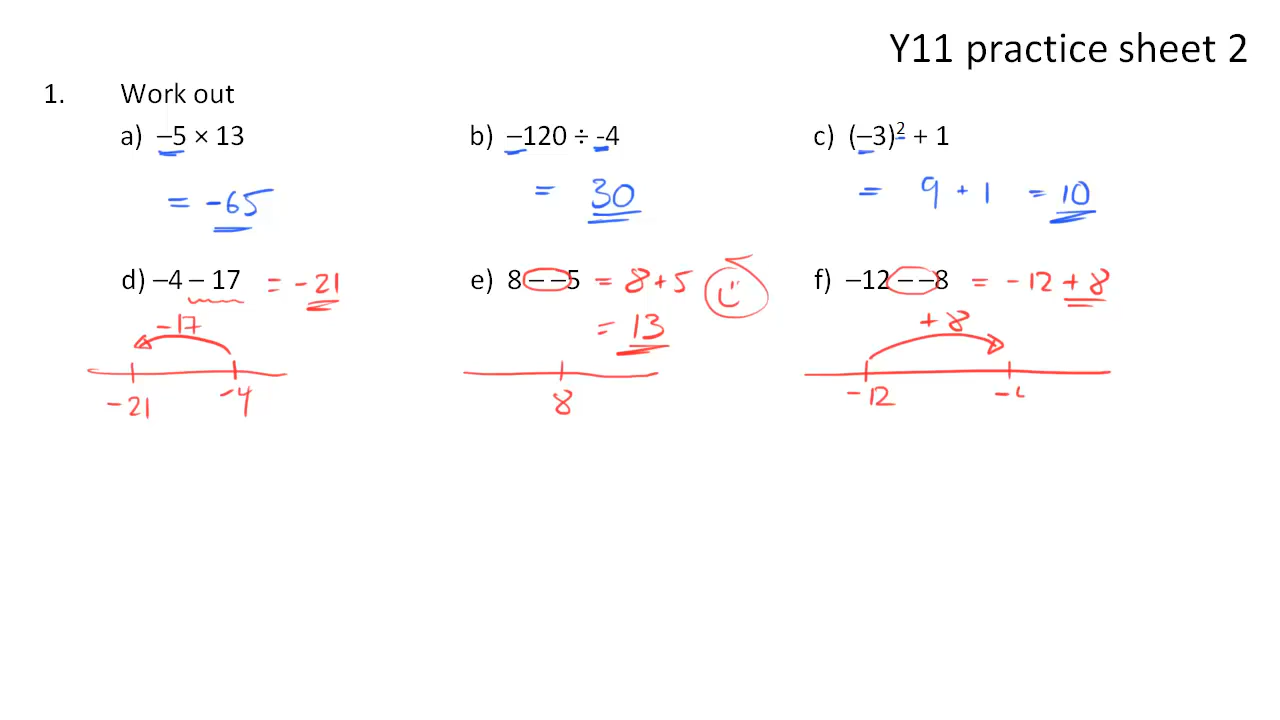 Y11 practice sheet 2
1. Work out
a) –5 × 13 b) –120 ÷ -4 c) (–3)² + 1
= -65 = 30 = 9 + 1 = 10
d) –4 – 17 = -21 e) 8 – –5 = 8 + 5 f) –12 – –8 = -12 + 8
-17 = 13 + 8
-21 -4 8 -12